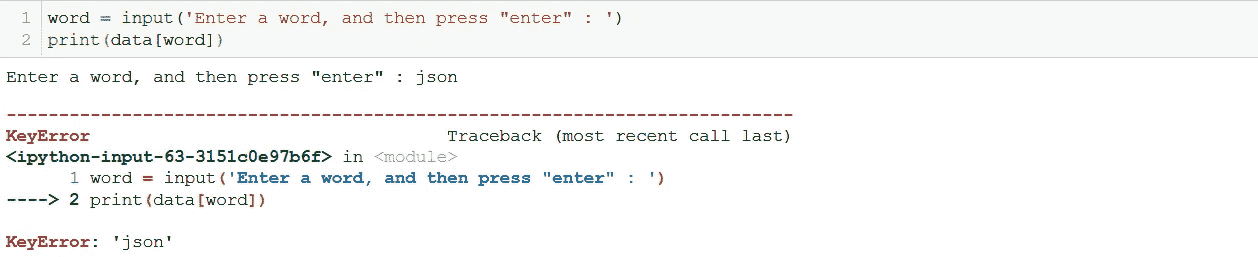 1 word = input('Enter a word, and then press "enter" : ')
2 print(data[word])
Enter a word, and then press "enter" : json
---------------------------------------------------------------------------
KeyError                                  Traceback (most recent call last)
<ipython-input-63-3151c0e97b6f> in <module>
      1 word = input('Enter a word, and then press "enter" : ')
----> 2 print(data[word])
KeyError: 'json'